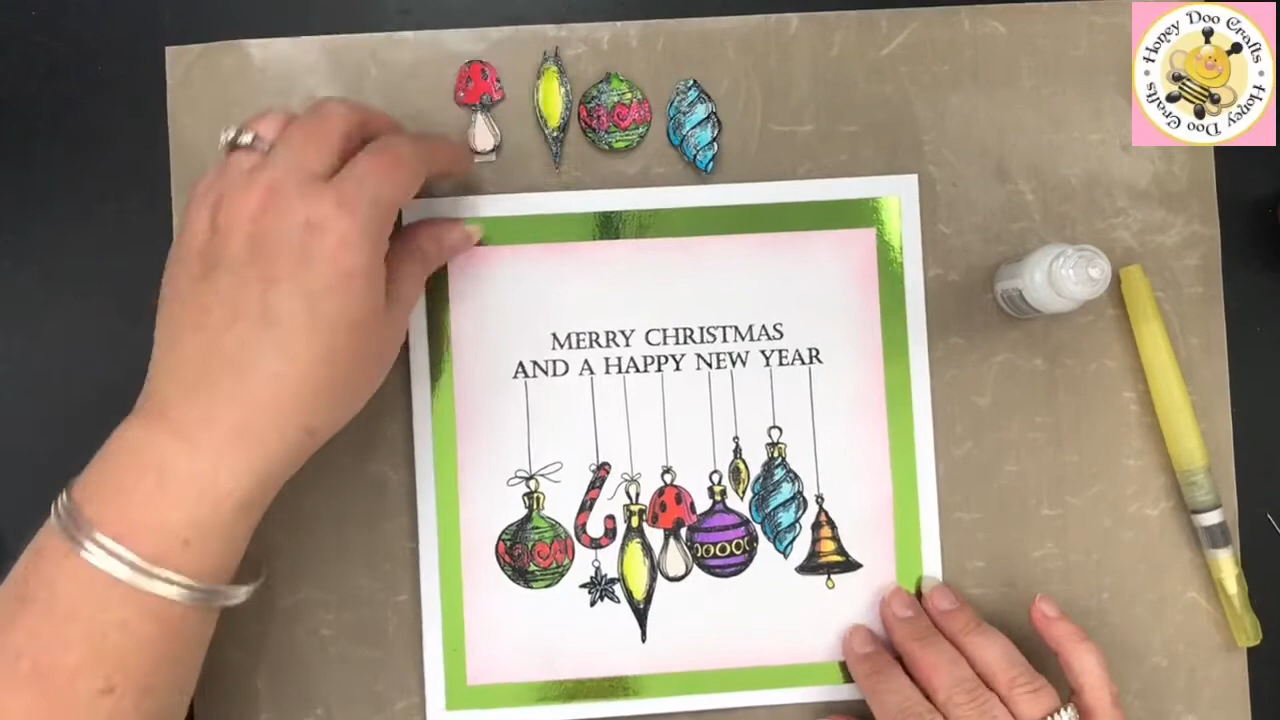 Honey Doo Crafts • Honey Doo Crafts •
MERRY CHRISTMAS
AND A HAPPY NEW YEAR